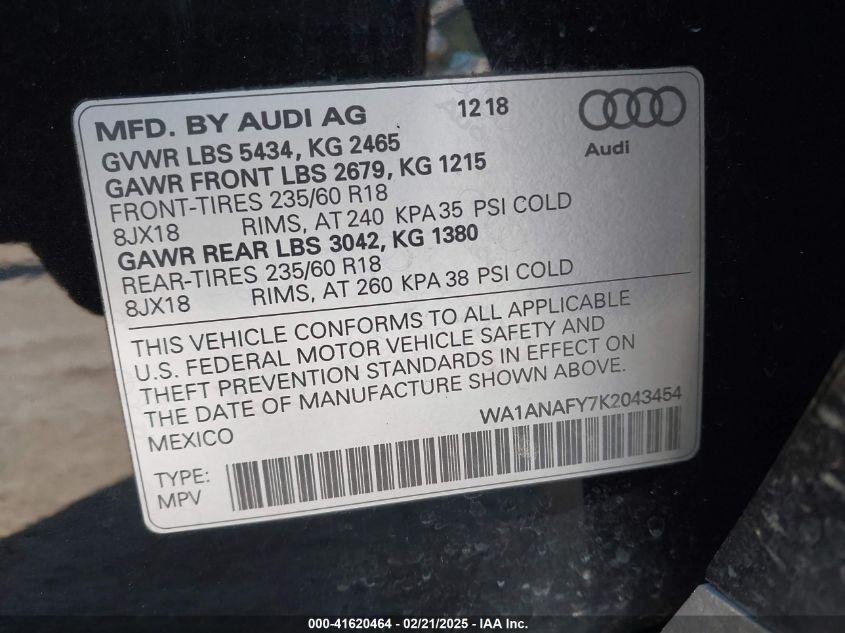 MFD. BY AUDI AG 12 18
GVWR LBS 5434, KG 2465
GAWR FRONT LBS 2679, KG 1215
Audi
FRONT-TIRES 235/60 R18
8JX18 RIMS, AT 240 KPA 35 PSI COLD
GAWR REAR LBS 3042, KG 1380
REAR-TIRES 235/60 R18
8JX18 RIMS, AT 260 KPA 38 PSI COLD
THIS VEHICLE CONFORMS TO ALL APPLICABLE
U.S. FEDERAL MOTOR VEHICLE SAFETY AND
THEFT PREVENTION STANDARDS IN EFFECT ON
THE DATE OF MANUFACTURE SHOWN ABOVE.
MEXICO WA1ANAFY7K2043454
TYPE:
MPV
000-41620464 - 02/21/2025 - IAA Inc.